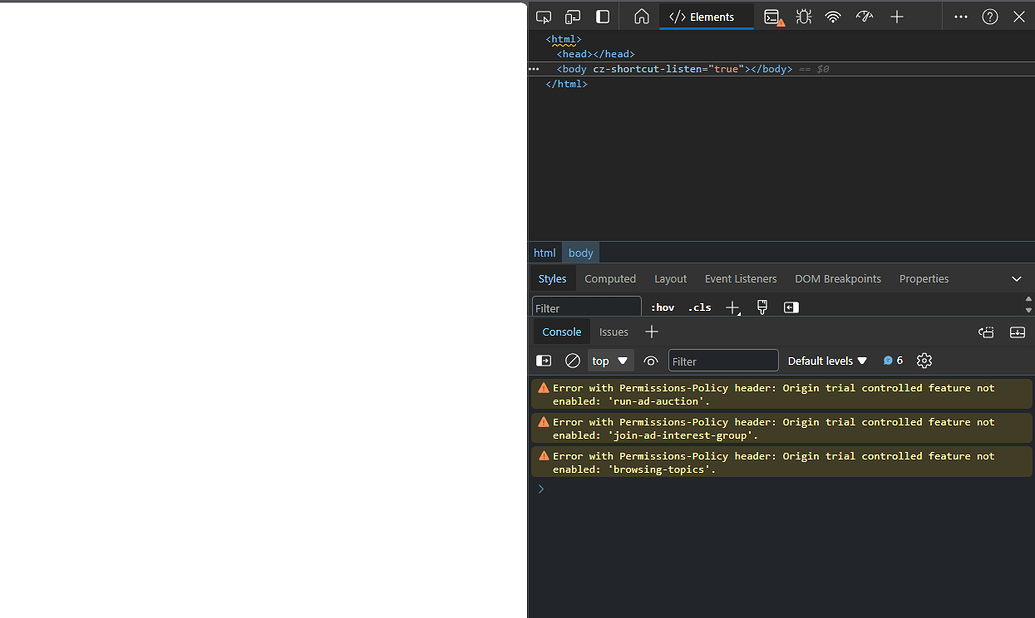 </> Elements
<html>
<head></head>
<body cz-shortcut-listen="true"></body> == $0
</html>
html body
Styles Computed Layout Event Listeners DOM Breakpoints Properties
Filter :hov .cls
Console Issues
top Filter Default levels 6
Error with Permissions-Policy header: Origin trial controlled feature not
enabled: 'run-ad-auction'.
Error with Permissions-Policy header: Origin trial controlled feature not
enabled: 'join-ad-interest-group'.
Error with Permissions-Policy header: Origin trial controlled feature not
enabled: 'browsing-topics'.